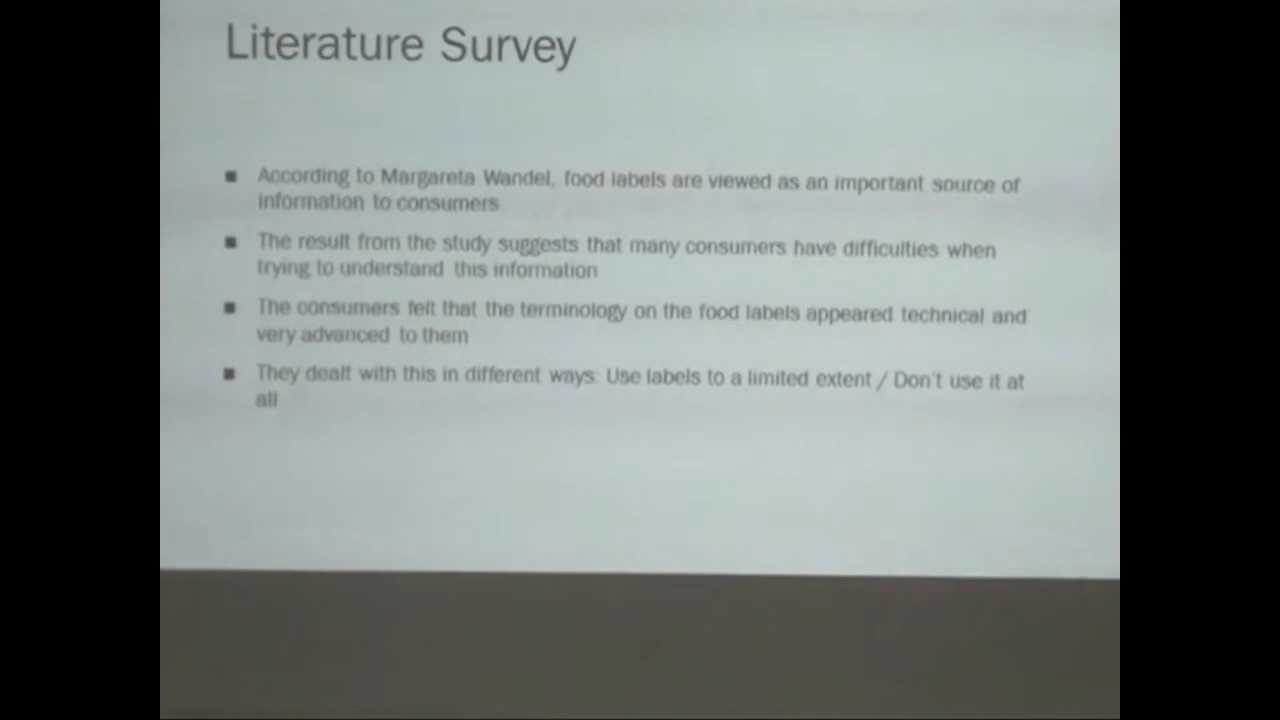 Literature Survey
■ According to Margareta Wandel, food labels are viewed as an important source of
information to consumers
■ The result from the study suggests that many consumers have difficulties when
trying to understand this information
■ The consumers felt that the terminology on the food labels appeared technical and
very advanced to them
■ They dealt with this in different ways: Use labels to a limited extent / Don't use it at
all